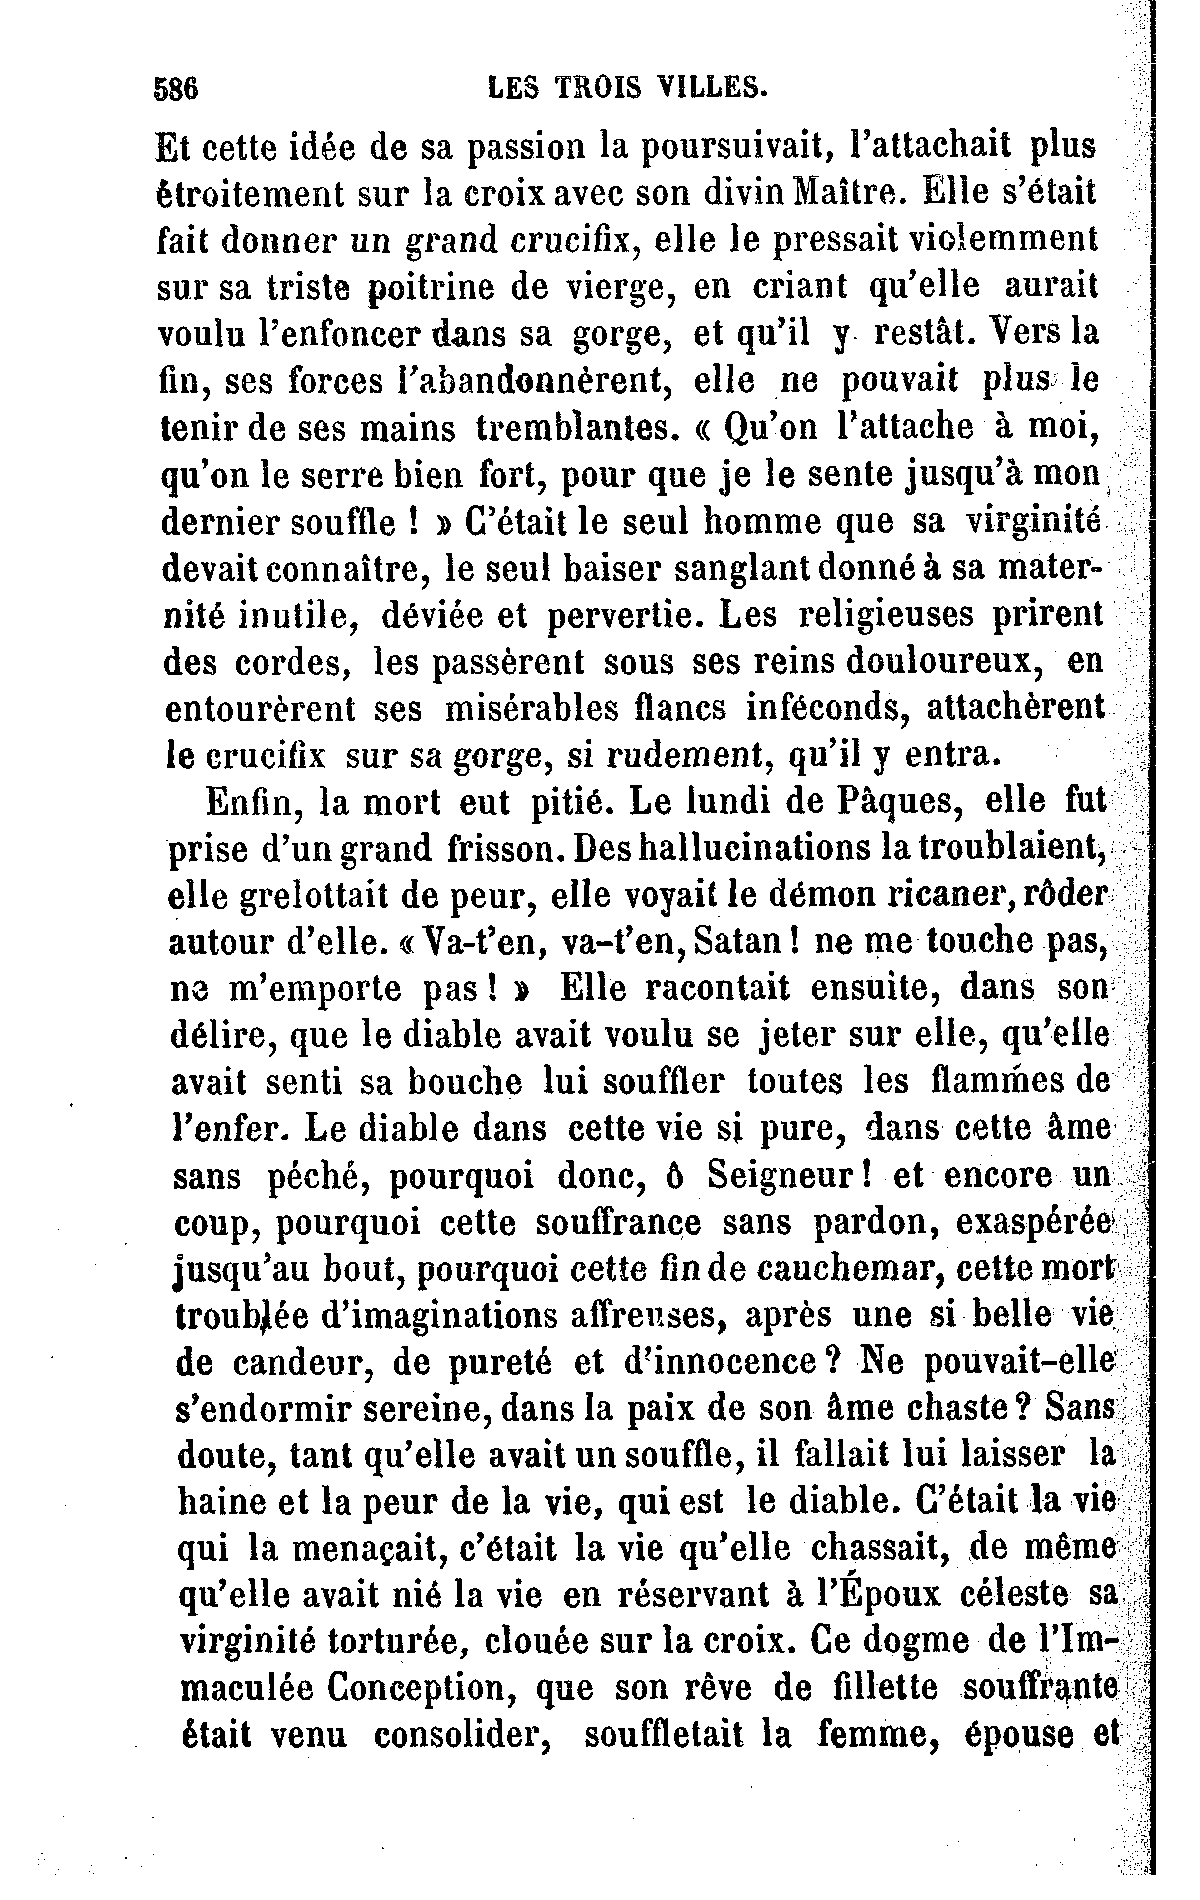 586 LES TROIS VILLES.
Et cette idée de sa passion la poursuivait, l'attachait plus
étroitement sur la croix avec son divin Maître. Elle s'était
fait donner un grand crucifix, elle le pressait violemment
sur sa triste poitrine de vierge, en criant qu'elle aurait
voulu l'enfoncer dans sa gorge, et qu'il y restât. Vers la
fin, ses forces l'abandonnèrent, elle ne pouvait plus le
tenir de ses mains tremblantes. « Qu'on l'attache à moi,
qu'on le serre bien fort, pour que je le sente jusqu'à mon
dernier souffle ! » C'était le seul homme que sa virginité
devait connaître, le seul baiser sanglant donné à sa mater-
nité inutile, déviée et pervertie. Les religieuses prirent
des cordes, les passèrent sous ses reins douloureux, en
entourèrent ses misérables flancs inféconds, attachèrent
le crucifix sur sa gorge, si rudement, qu'il y entra.
Enfin, la mort eut pitié. Le lundi de Pâques, elle fut
prise d'un grand frisson. Des hallucinations la troublaient,
elle grelottait de peur, elle voyait le démon ricaner, rôder
autour d'elle. « Va-t'en, va-t'en, Satan ! ne me touche pas,
ne m'emporte pas ! » Elle racontait ensuite, dans son
délire, que le diable avait voulu se jeter sur elle, qu'elle
avait senti sa bouche lui souffler toutes les flammes de
l'enfer. Le diable dans cette vie si pure, dans cette âme
sans péché, pourquoi donc, ô Seigneur ! et encore un
coup, pourquoi cette souffrance sans pardon, exaspérée
jusqu'au bout, pourquoi cette fin de cauchemar, cette mort
troublée d'imaginations affreuses, après une si belle vie
de candeur, de pureté et d'innocence ? Ne pouvait-elle
s'endormir sereine, dans la paix de son âme chaste ? Sans
doute, tant qu'elle avait un souffle, il fallait lui laisser la
haine et la peur de la vie, qui est le diable. C'était la vie
qui la menaçait, c'était la vie qu'elle chassait, de même
qu'elle avait nié la vie en réservant à l'Époux céleste sa
virginité torturée, clouée sur la croix. Ce dogme de l'Im-
maculée Conception, que son rêve de fillette souffrante
était venu consolider, souffletait la femme, épouse et